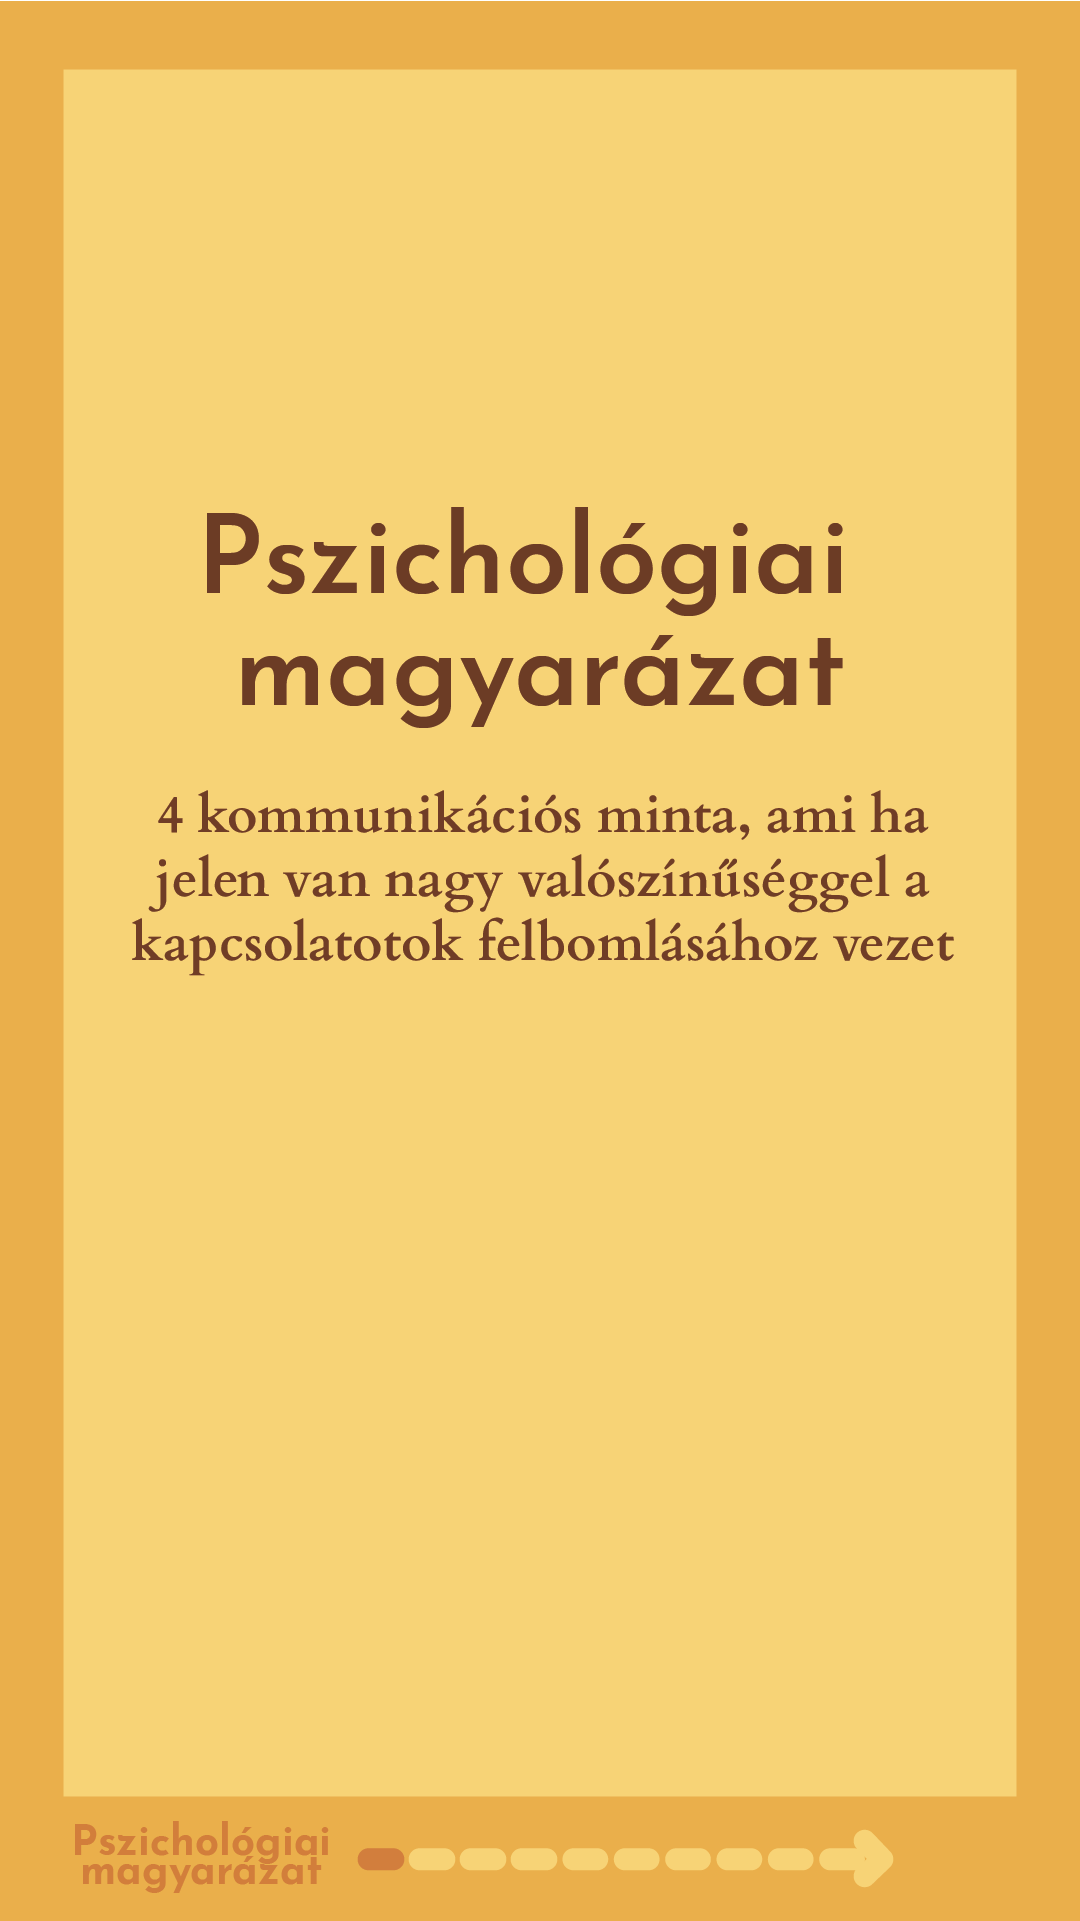 Pszichológiai
magyarázat
4 kommunikációs minta, ami ha
jelen van nagy valószínűséggel a
kapcsolatotok felbomlásához vezet
Pszichológiai
magyarázat